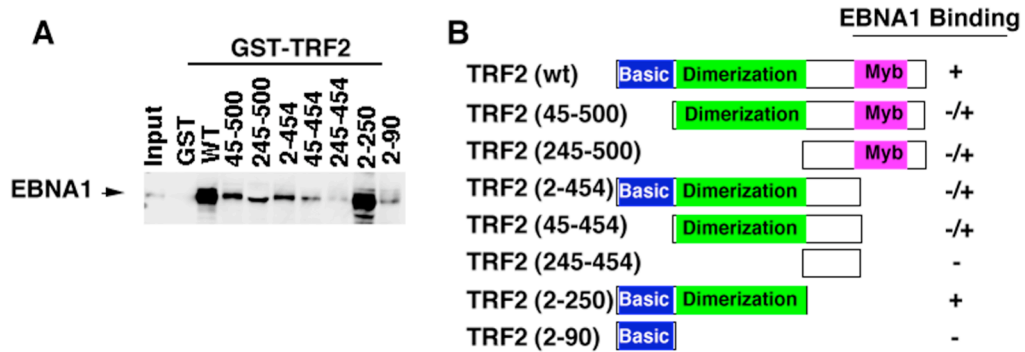 A
GST-TRF2
Input
GST
WT
45-500
245-500
2-454
45-454
245-454
2-250
2-90
EBNA1
B
EBNA1 Binding
TRF2 (wt) Basic Dimerization Myb +
TRF2 (45-500) Dimerization Myb -/+
TRF2 (245-500) Myb -/+
TRF2 (2-454) Basic Dimerization -/+
TRF2 (45-454) Dimerization -/+
TRF2 (245-454) -
TRF2 (2-250) Basic Dimerization +
TRF2 (2-90) Basic -